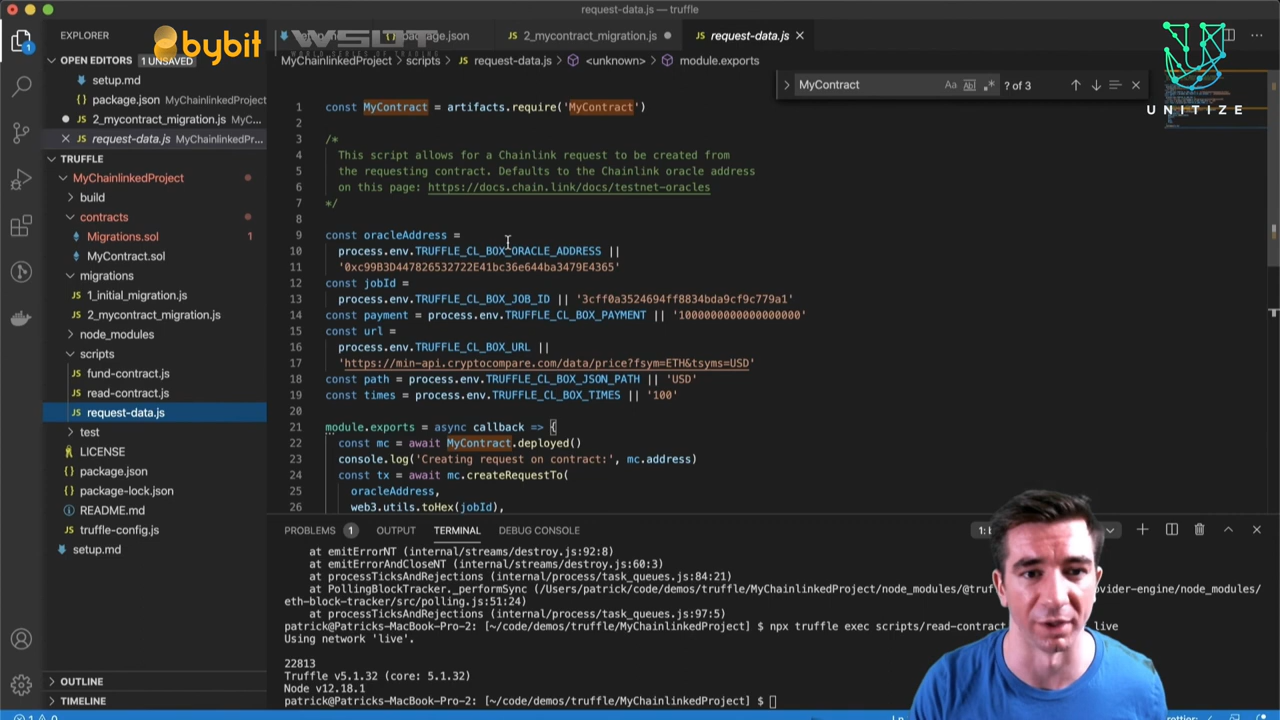 request-data.js — truffle
EXPLORER
bybit
package.json
2_mycontract_migration.js
request-data.js
UNITIZE
OPEN EDITORS 1 UNSAVED
MyChainlinkedProject > scripts > request-data.js > <unknown> > module.exports
MyContract
Aa Abl .* ? of 3
setup.md
package.json MyChainlinkedProject
2_mycontract_migration.js MyC...
request-data.js MyChainlinkedPr...
TRUFFLE
MyChainlinkedProject
build
contracts
Migrations.sol 1
MyContract.sol
migrations
JS 1_initial_migration.js
JS 2_mycontract_migration.js
node_modules
scripts
JS fund-contract.js
JS read-contract.js
JS request-data.js
test
LICENSE
package.json
package-lock.json
README.md
JS truffle-config.js
setup.md
OUTLINE
TIMELINE
1 const MyContract = artifacts.require('MyContract')
2
3 /*
4 This script allows for a Chainlink request to be created from
5 the requesting contract. Defaults to the Chainlink oracle address
6 on this page: https://docs.chain.link/docs/testnet-oracles
7 */
8
9 const oracleAddress =
10 process.env.TRUFFLE_CL_BOX_ORACLE_ADDRESS ||
11 '0xc99B3D447826532722E41bc36e644ba3479E4365'
12 const jobId =
13 process.env.TRUFFLE_CL_BOX_JOB_ID || '3cff0a3524694ff8834bda9cf9c779a1'
14 const payment = process.env.TRUFFLE_CL_BOX_PAYMENT || '1000000000000000000'
15 const url =
16 process.env.TRUFFLE_CL_BOX_URL ||
17 'https://min-api.cryptocompare.com/data/price?fsym=ETH&tsyms=USD'
18 const path = process.env.TRUFFLE_CL_BOX_JSON_PATH || 'USD'
19 const times = process.env.TRUFFLE_CL_BOX_TIMES || '100'
20
21 module.exports = async callback => {
22 const mc = await MyContract.deployed()
23 console.log('Creating request on contract:', mc.address)
24 const tx = await mc.createRequestTo(
25 oracleAddress,
26 web3.utils.toHex(jobId),
PROBLEMS 1 OUTPUT TERMINAL DEBUG CONSOLE 1:
at emitErrorNT (internal/streams/destroy.js:92:8)
at emitErrorAndCloseNT (internal/streams/destroy.js:60:3)
at processTicksAndRejections (internal/process/task_queues.js:84:21)
at PollingBlockTracker._performSync (/Users/patrick/code/demos/truffle/MyChainlinkedProject/node_modules/@truf ovider-engine/node_modules/
eth-block-tracker/src/polling.js:51:24)
at processTicksAndRejections (internal/process/task_queues.js:97:5)
patrick@Patricks-MacBook-Pro-2: [~/code/demos/truffle/MyChainlinkedProject] $ npx truffle exec scripts/read-contract live
Using network 'live'.
22813
Truffle v5.1.32 (core: 5.1.32)
Node v12.18.1
patrick@Patricks-MacBook-Pro-2: [~/code/demos/truffle/MyChainlinkedProject] $